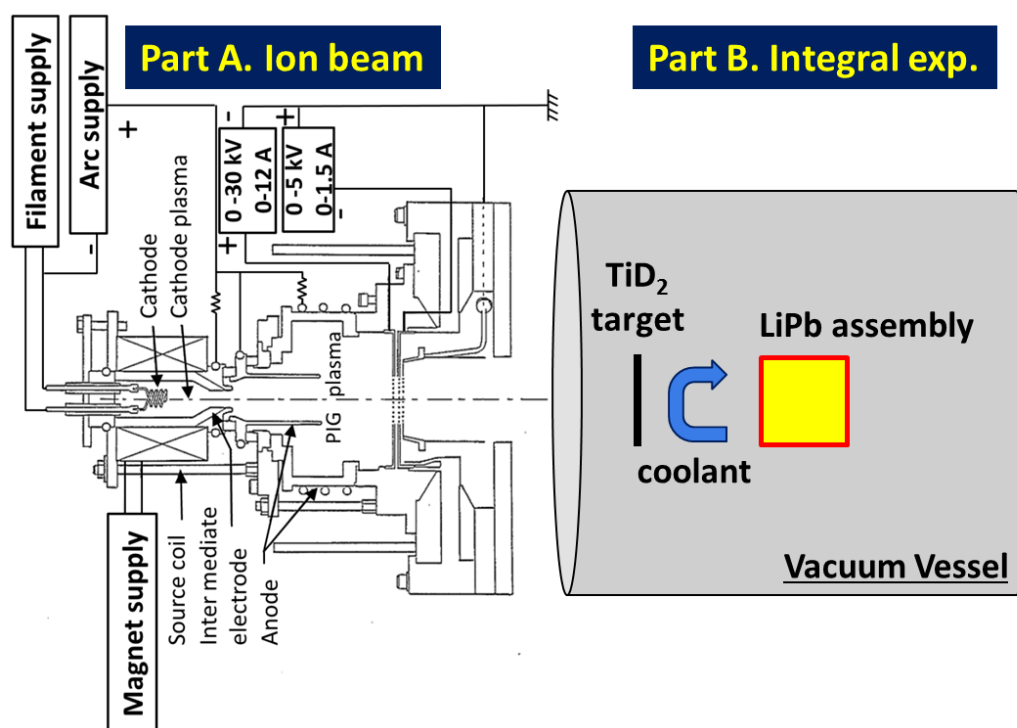 Part A. Ion beam
Part B. Integral exp.
Filament supply
Arc supply
+
-
Cathode
Cathode plasma
-
0 -30 kV
0-12 A
+
+
0 -5 kV
0-1.5 A
-
PIG plasma
Magnet supply
Source coil
Inter mediate
electrode
Anode
TiD₂
target
LiPb assembly
coolant
Vacuum Vessel